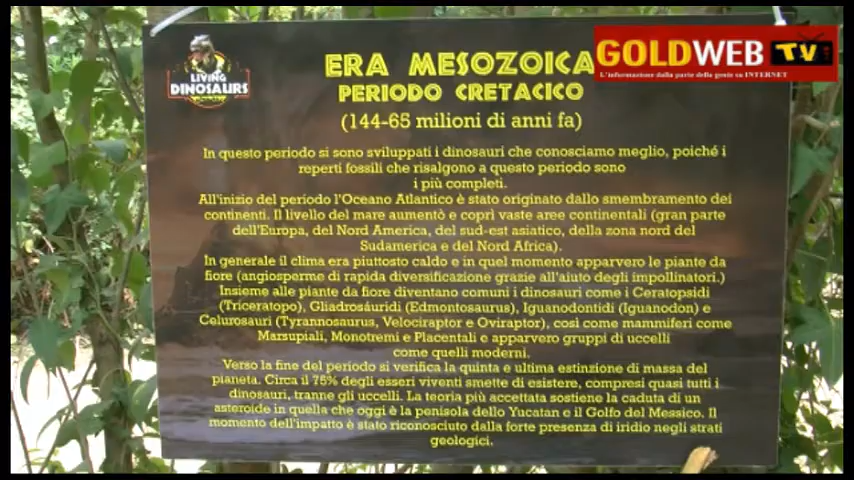 LIVING
DINOSAURS
GOLDWEB TV
L'informazione dalla parte della gente su INTERNET
ERA MESOZOICA
PERIODO CRETACICO
(144-65 milioni di anni fa)
In questo periodo si sono sviluppati i dinosauri che conosciamo meglio, poiché i
reperti fossili che risalgono a questo periodo sono
i più completi.
All'inizio del periodo l'Oceano Atlantico è stato originato dallo smembramento dei
continenti. Il livello del mare aumentò e coprì vaste aree continentali (gran parte
dell'Europa, del Nord America, del sud-est asiatico, della zona nord del
Sudamerica e del Nord Africa).
In generale il clima era piuttosto caldo e in quel momento apparvero le piante da
fiore (angiosperme di rapida diversificazione grazie all'aiuto degli impollinatori.)
Insieme alle piante da fiore diventano comuni i dinosauri come i Ceratopsidi
(Triceratopo), Gliadrosáuridi (Edmontosaurus), Iguanodontidi (Iguanodon) e
Celurosauri (Tyrannosaurus, Velociraptor e Oviraptor), così come mammiferi come
Marsupiali, Monotremi e Placentali e apparvero gruppi di uccelli
come quelli moderni.
Verso la fine del periodo si verifica la quinta e ultima estinzione di massa del
pianeta. Circa il 75% degli esseri viventi smette di esistere, compresi quasi tutti i
dinosauri, tranne gli uccelli. La teoria più accettata sostiene la caduta di un
asteroide in quella che oggi è la penisola dello Yucatan e il Golfo del Messico. Il
momento dell'impatto è stato riconosciuto dalla forte presenza di iridio negli strati
geologici.